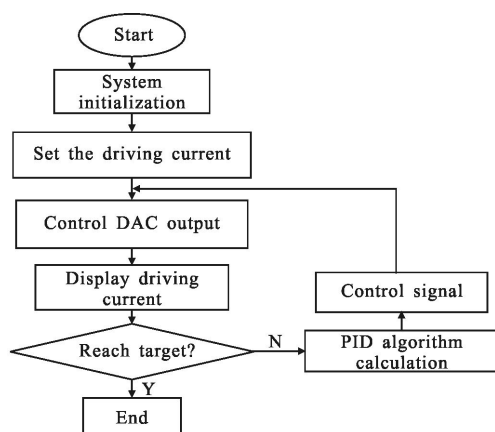 Start
System
initialization
Set the driving current
Control DAC output
Display driving
current
Control signal
Reach target?
N
PID algorithm
calculation
Y
End